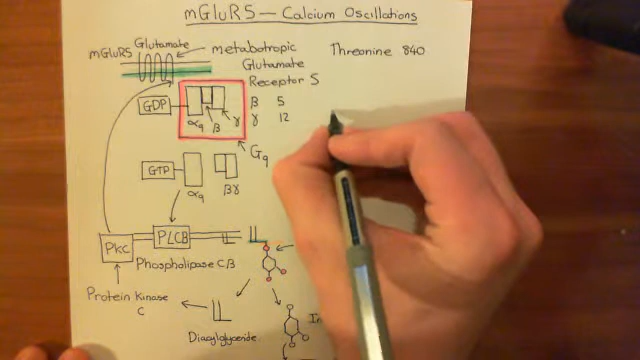 mGluR5 — Calcium Oscillations
Glutamate
mGluR5
metabotropic
Glutamate
Receptor 5
Threonine 840
GDP
αq
β
γ
β 5
γ 12
Gq
GTP
αq
βγ
PKC
PLCβ
Phospholipase Cβ
Protein Kinase
C
Diacylglyceride